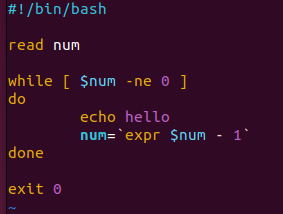 #!/bin/bash

read num

while [ $num -ne 0 ]
do
        echo hello
        num=`expr $num - 1`
done

exit 0
~